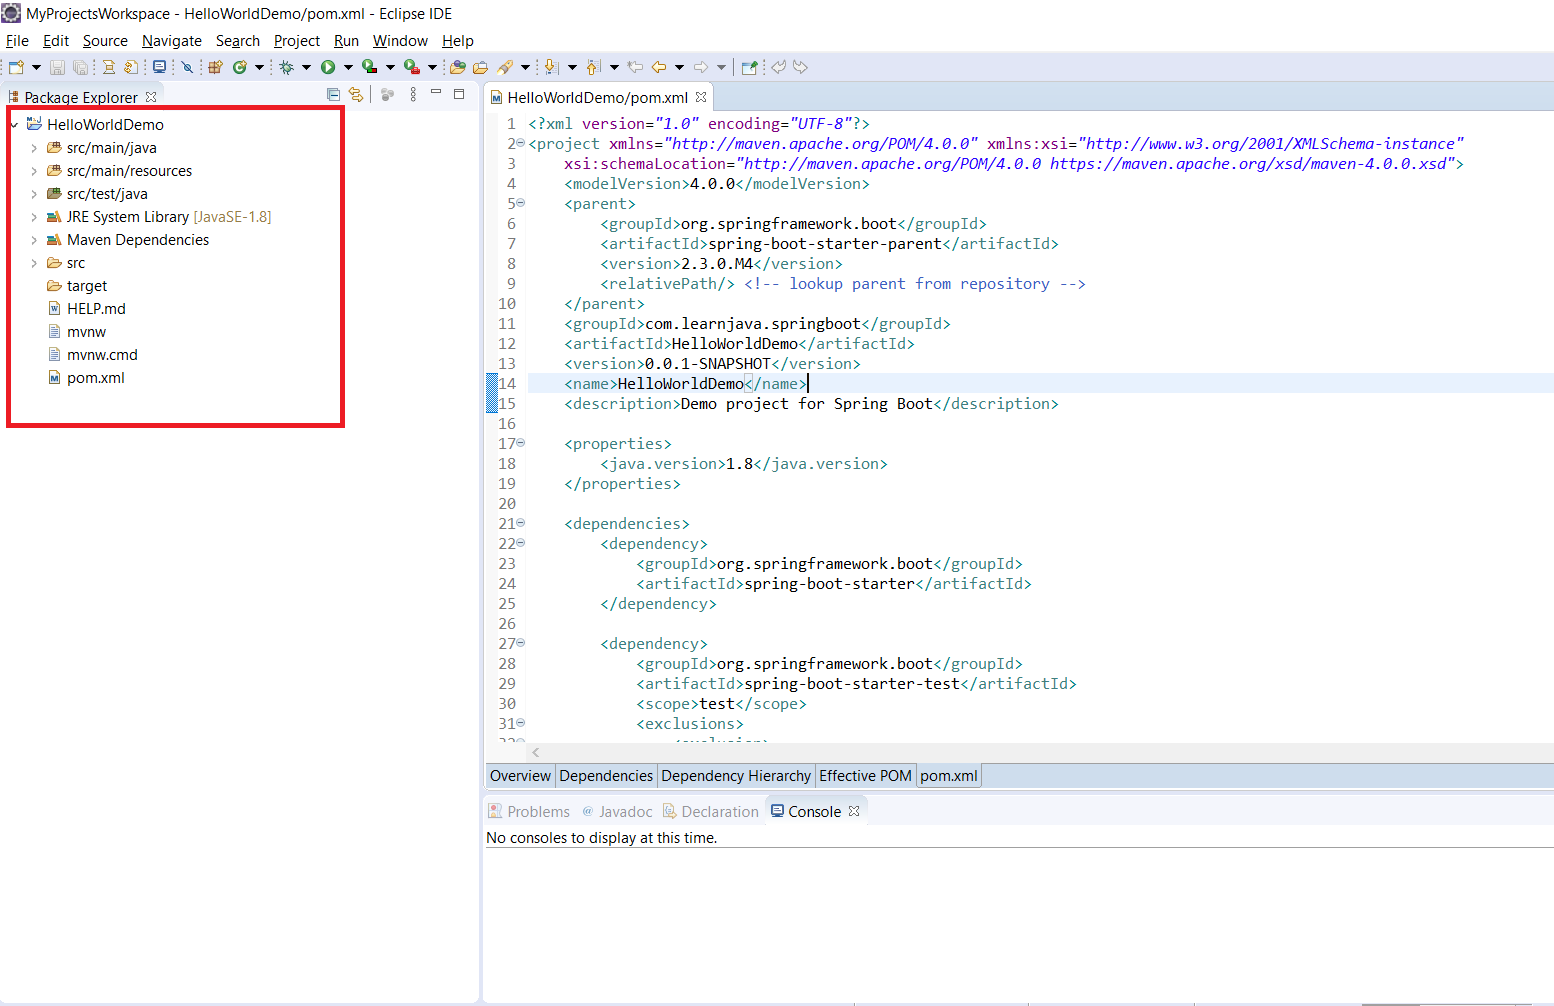 MyProjectsWorkspace - HelloWorldDemo/pom.xml - Eclipse IDE
File Edit Source Navigate Search Project Run Window Help
Package Explorer
HelloWorldDemo
src/main/java
src/main/resources
src/test/java
JRE System Library [JavaSE-1.8]
Maven Dependencies
src
target
HELP.md
mvnw
mvnw.cmd
pom.xml
HelloWorldDemo/pom.xml
1 <?xml version="1.0" encoding="UTF-8"?>
2 <project xmlns="http://maven.apache.org/POM/4.0.0" xmlns:xsi="http://www.w3.org/2001/XMLSchema-instance"
3     xsi:schemaLocation="http://maven.apache.org/POM/4.0.0 https://maven.apache.org/xsd/maven-4.0.0.xsd">
4     <modelVersion>4.0.0</modelVersion>
5     <parent>
6         <groupId>org.springframework.boot</groupId>
7         <artifactId>spring-boot-starter-parent</artifactId>
8         <version>2.3.0.M4</version>
9         <relativePath/> <!-- lookup parent from repository -->
10     </parent>
11     <groupId>com.learnjava.springboot</groupId>
12     <artifactId>HelloWorldDemo</artifactId>
13     <version>0.0.1-SNAPSHOT</version>
14     <name>HelloWorldDemo</name>
15     <description>Demo project for Spring Boot</description>
16
17     <properties>
18         <java.version>1.8</java.version>
19     </properties>
20
21     <dependencies>
22         <dependency>
23             <groupId>org.springframework.boot</groupId>
24             <artifactId>spring-boot-starter</artifactId>
25         </dependency>
26
27         <dependency>
28             <groupId>org.springframework.boot</groupId>
29             <artifactId>spring-boot-starter-test</artifactId>
30             <scope>test</scope>
31             <exclusions>
Overview Dependencies Dependency Hierarchy Effective POM pom.xml
Problems Javadoc Declaration Console
No consoles to display at this time.